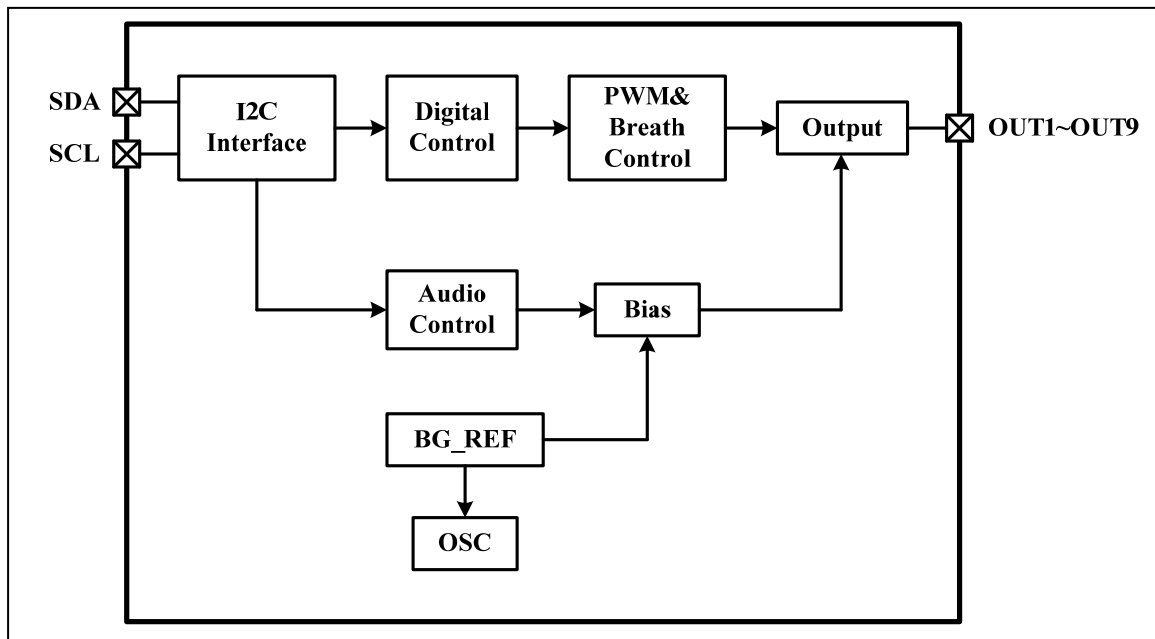 SDA
SCL
I2C
Interface
Digital
Control
PWM&
Breath
Control
Output
OUT1~OUT9
Audio
Control
Bias
BG_REF
OSC